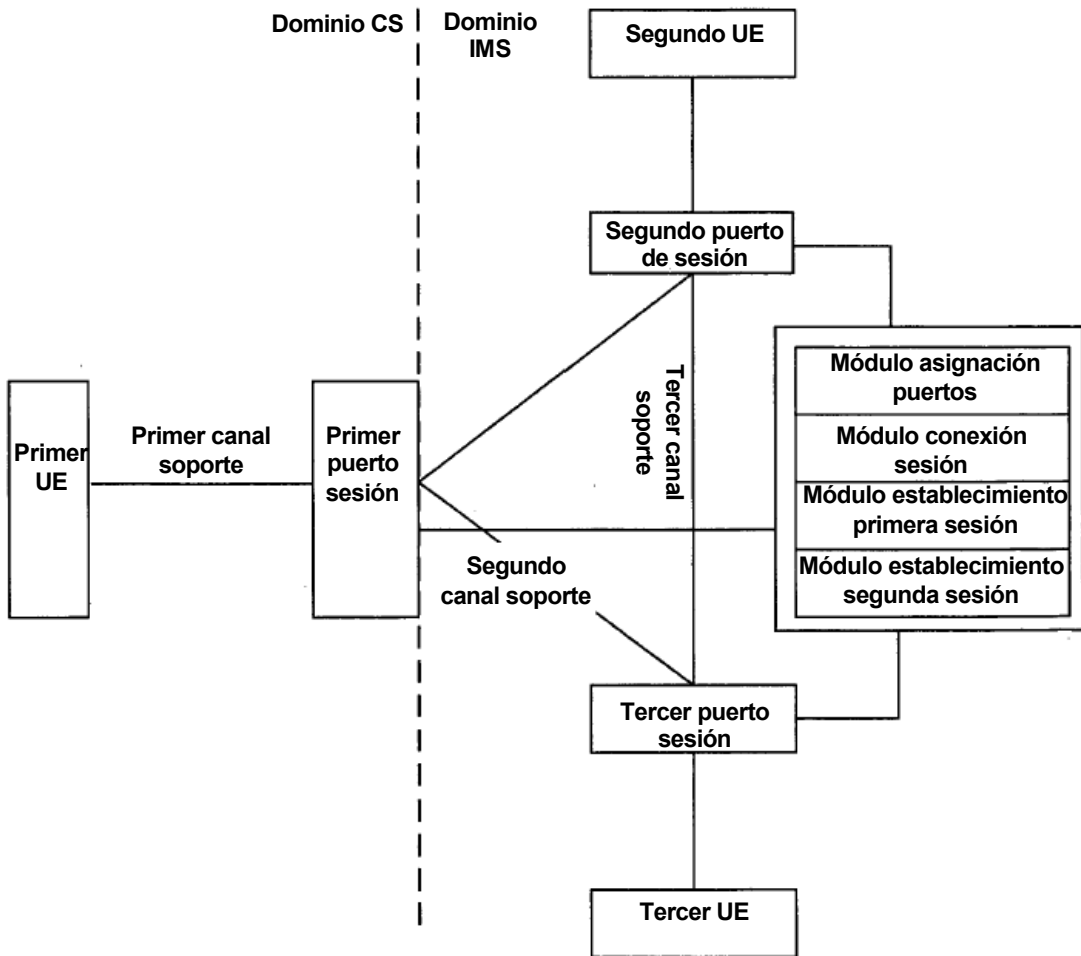 Dominio CS
Dominio
IMS
Segundo UE
Segundo puerto
de sesión
Módulo asignación
puertos
Módulo conexión
sesión
Módulo establecimiento
primera sesión
Módulo establecimiento
segunda sesión
Tercer canal
soporte
Primer
UE
Primer canal
soporte
Primer
puerto
sesión
Segundo
canal soporte
Tercer puerto
sesión
Tercer UE